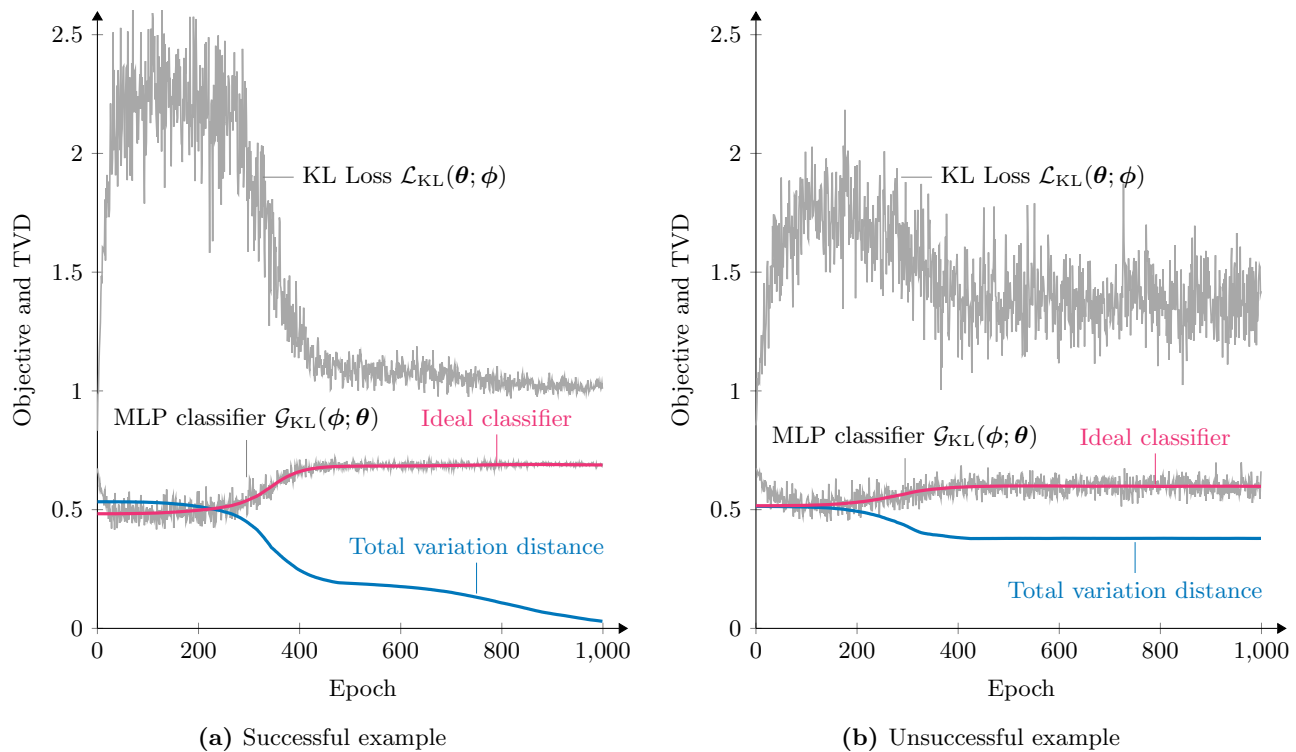 2.5
2
1.5
1
0.5
0
0
200
400
600
800
1,000
Epoch
Objective and TVD
KL Loss 𝓛_KL(𝜽; 𝝓)
MLP classifier 𝓖_KL(𝝓; 𝜽)
Ideal classifier
Total variation distance
(a) Successful example
2.5
2
1.5
1
0.5
0
0
200
400
600
800
1,000
Epoch
Objective and TVD
KL Loss 𝓛_KL(𝜽; 𝝓)
MLP classifier 𝓖_KL(𝝓; 𝜽)
Ideal classifier
Total variation distance
(b) Unsuccessful example